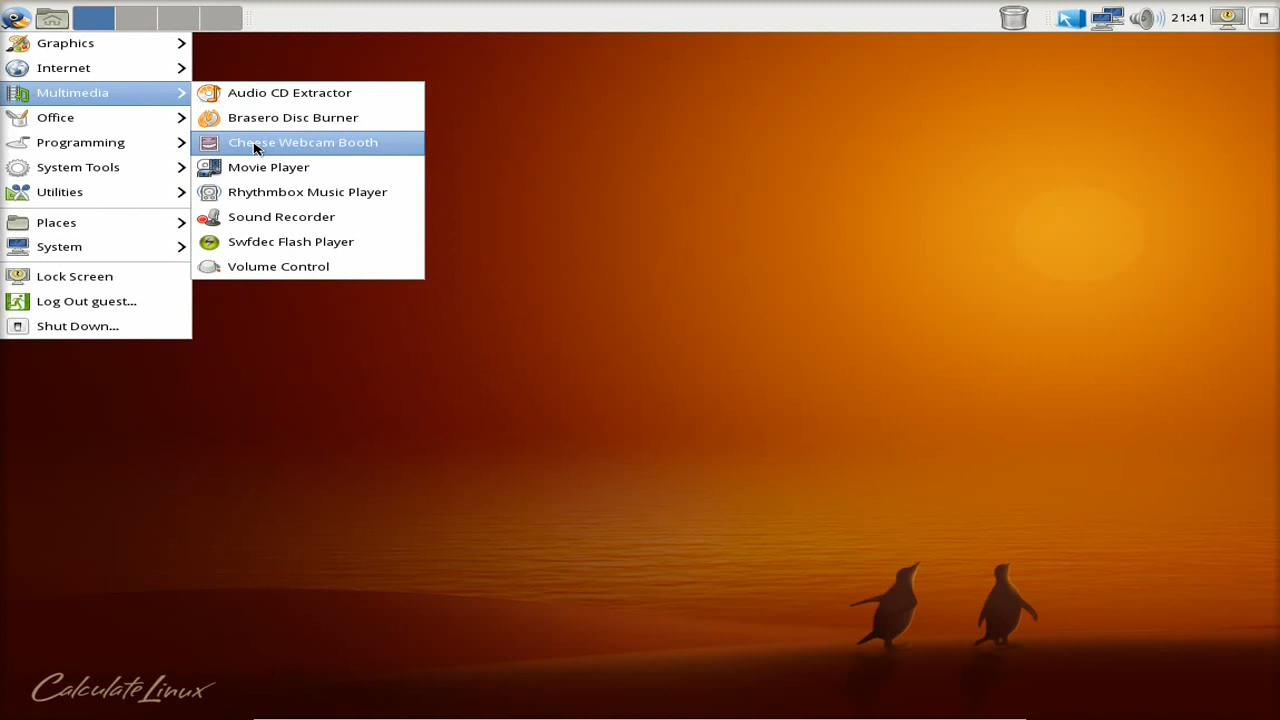 21:41
Graphics
Internet
Multimedia
Office
Programming
System Tools
Utilities
Places
System
Lock Screen
Log Out guest...
Shut Down...
Audio CD Extractor
Brasero Disc Burner
Cheese Webcam Booth
Movie Player
Rhythmbox Music Player
Sound Recorder
Swfdec Flash Player
Volume Control
Calculate Linux